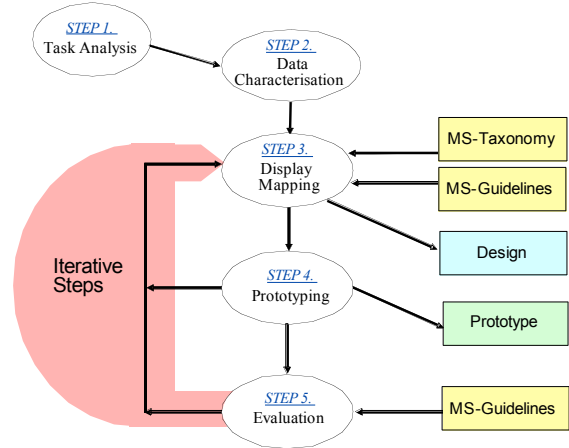 STEP 1.
Task Analysis
STEP 2.
Data
Characterisation
STEP 3.
Display
Mapping
MS-Taxonomy
MS-Guidelines
Design
Iterative
Steps
STEP 4.
Prototyping
Prototype
STEP 5.
Evaluation
MS-Guidelines